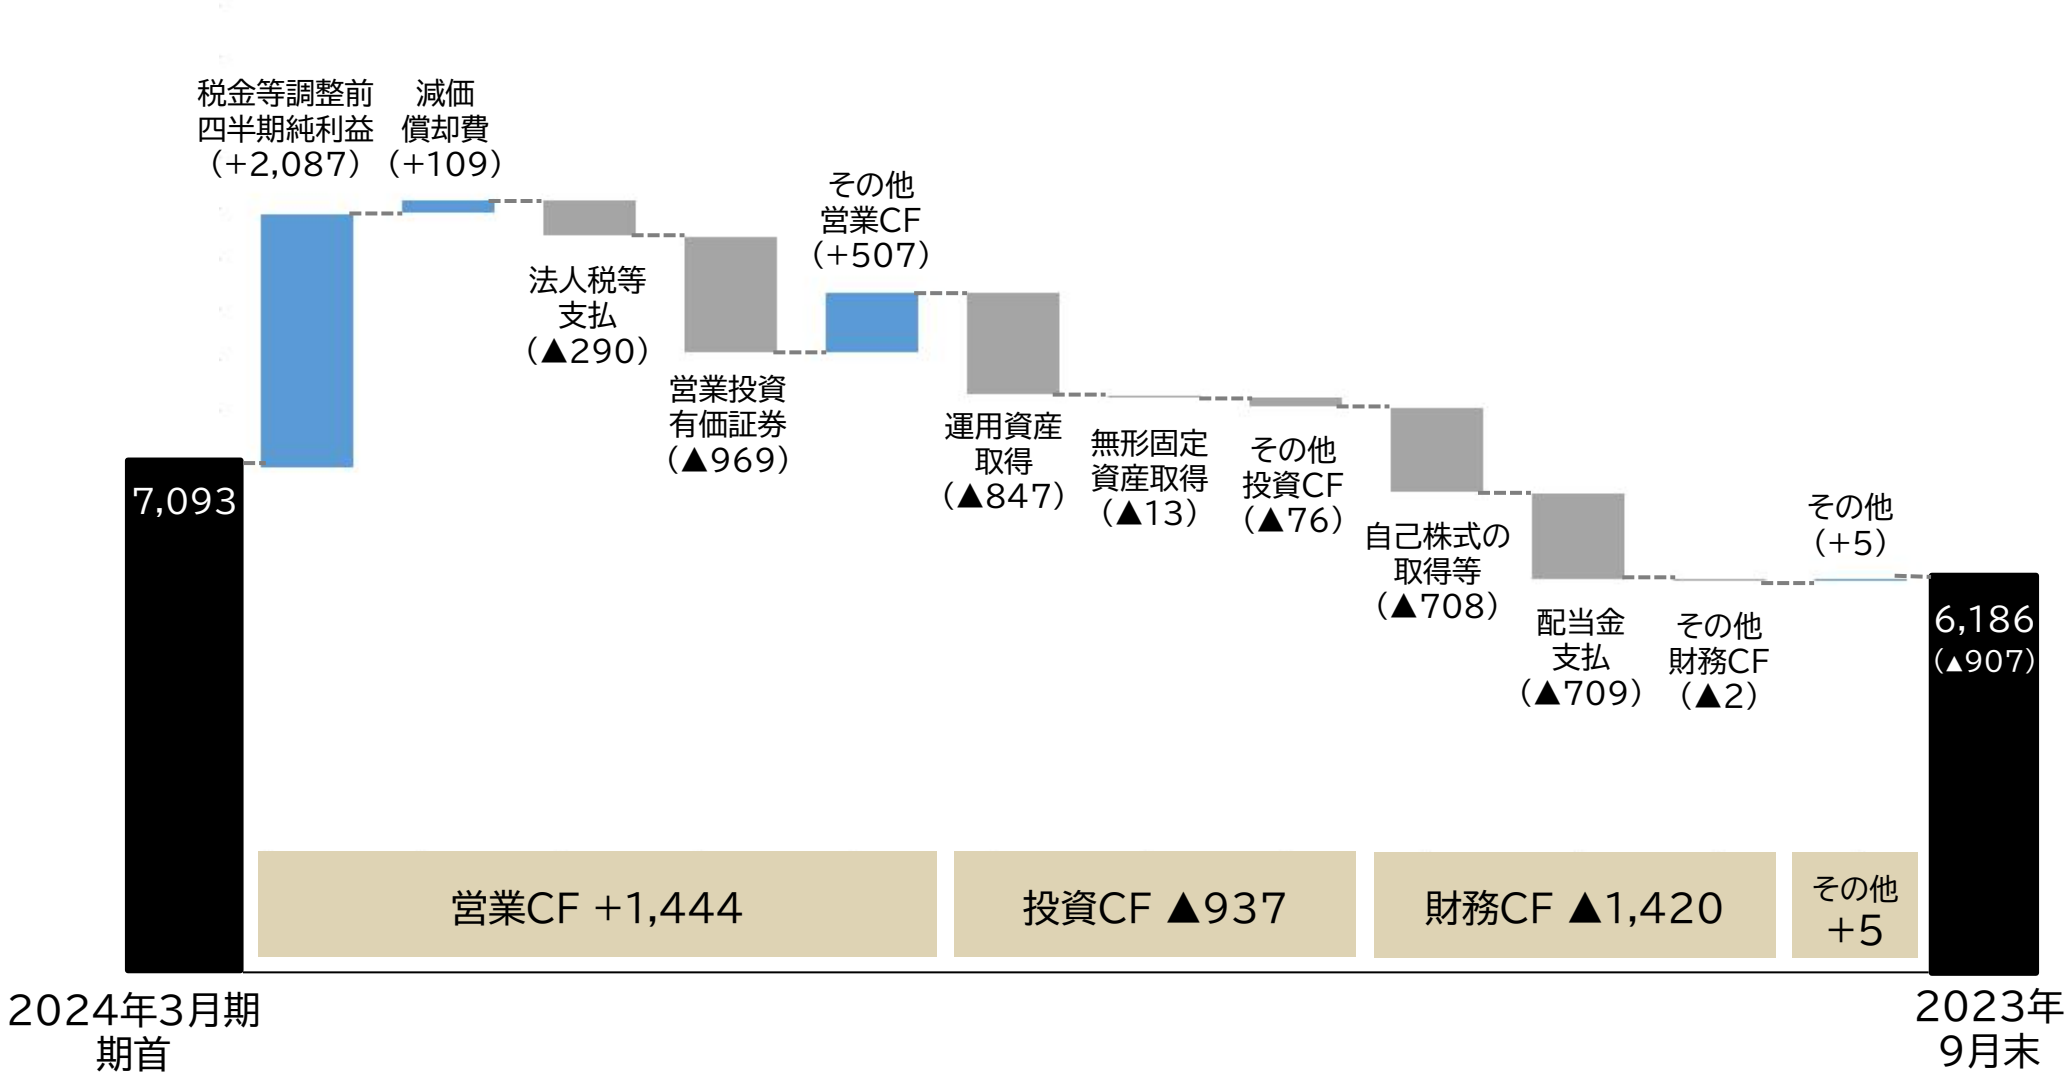 税金等調整前
四半期純利益
(+2,087)
減価
償却費
(+109)
法人税等
支払
(▲290)
営業投資
有価証券
(▲969)
その他
営業CF
(+507)
運用資産
取得
(▲847)
無形固定
資産取得
(▲13)
その他
投資CF
(▲76)
自己株式の
取得等
(▲708)
配当金
支払
(▲709)
その他
財務CF
(▲2)
その他
(+5)
7,093
6,186
(▲907)
営業CF +1,444
投資CF ▲937
財務CF ▲1,420
その他
+5
2024年3月期
期首
2023年
9月末